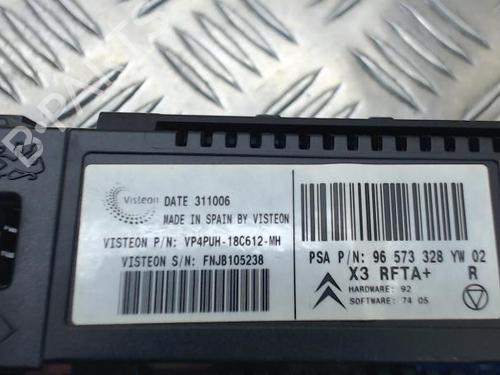 B-PARTS
Visteon
DATE 311006
MADE IN SPAIN BY VISTEON
VISTEON P/N: VP4PUH-18C612-MH
VISTEON S/N: FNJB105238
PSA P/N: 96 573 328 YW 02
X3 RFTA+ R
HARDWARE: 92
SOFTWARE: 74 05